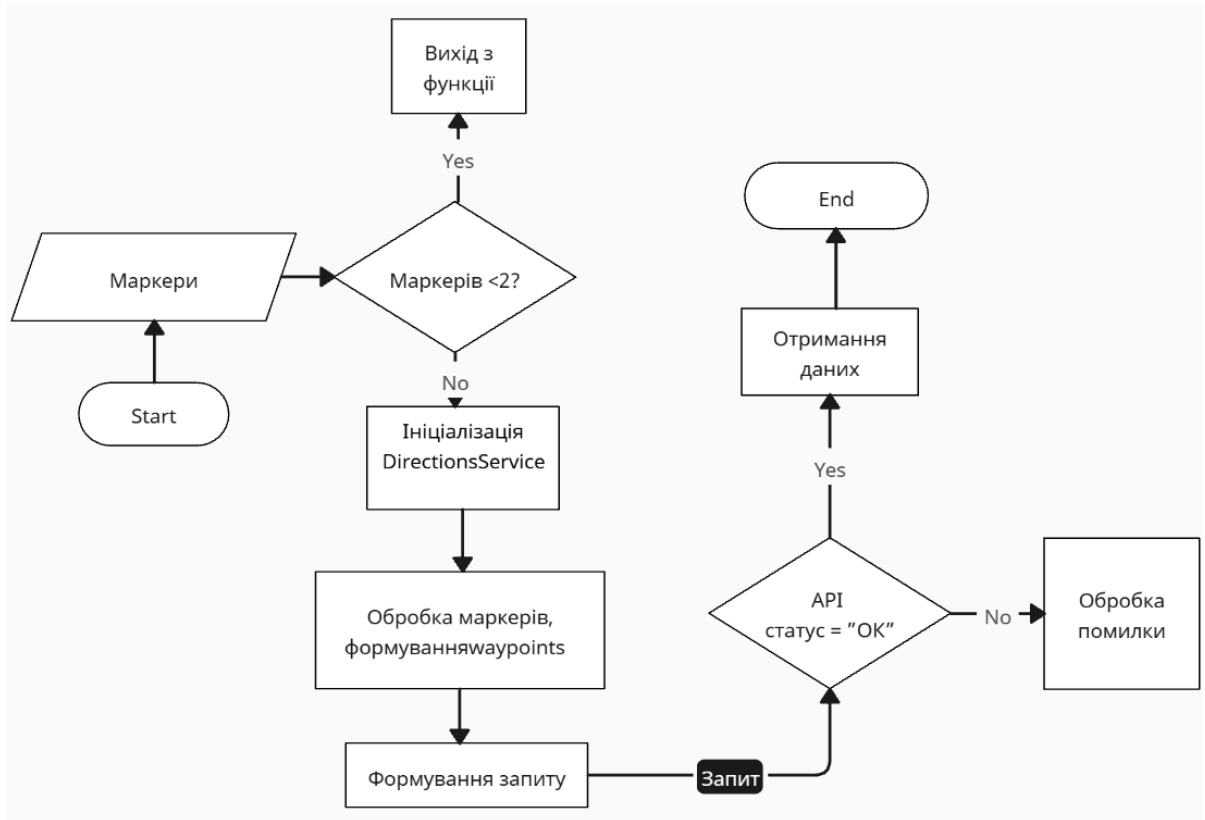 Start
Маркери
Маркерів <2?
Yes
Вихід з
функції
No
Ініціалізація
DirectionsService
Обробка маркерів,
формуванняwaypoints
Формування запиту
Запит
API
статус = ”ОК”
No
Обробка
помилки
Yes
Отримання
даних
End